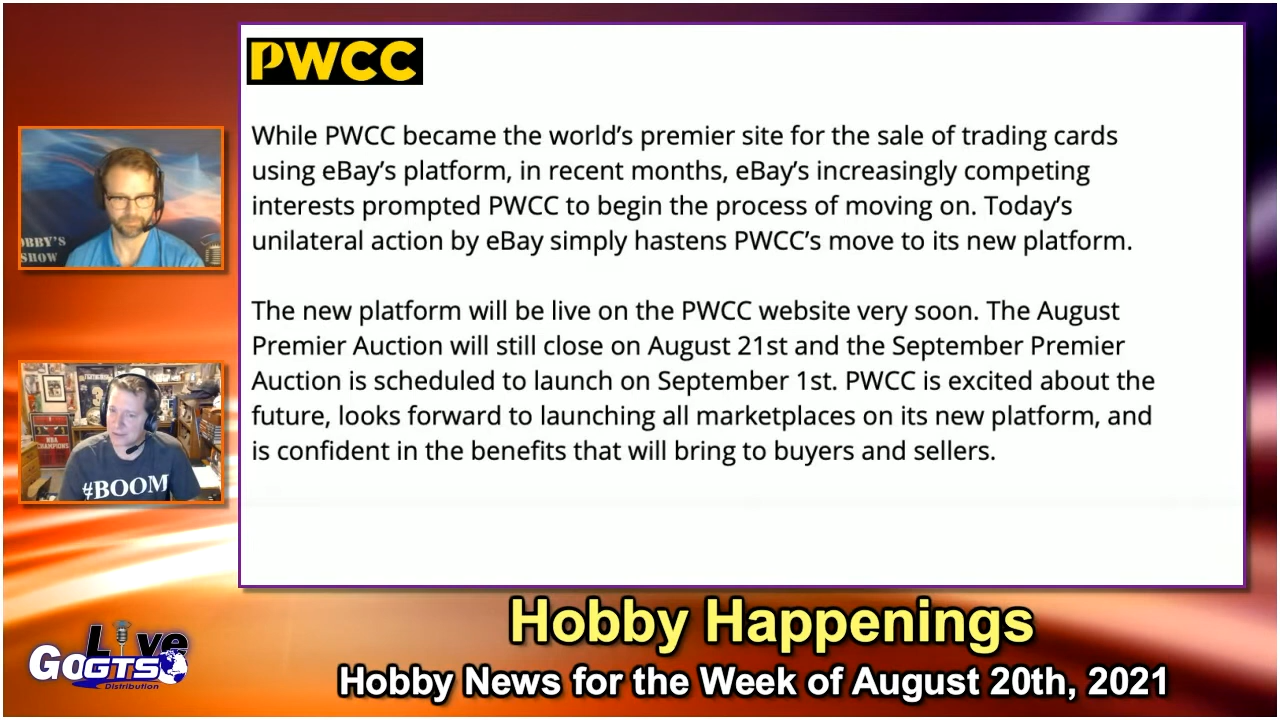 PWCC
While PWCC became the world's premier site for the sale of trading cards
using eBay's platform, in recent months, eBay's increasingly competing
interests prompted PWCC to begin the process of moving on. Today's
unilateral action by eBay simply hastens PWCC's move to its new platform.
The new platform will be live on the PWCC website very soon. The August
Premier Auction will still close on August 21st and the September Premier
Auction is scheduled to launch on September 1st. PWCC is excited about the
future, looks forward to launching all marketplaces on its new platform, and
is confident in the benefits that will bring to buyers and sellers.
OBBY'S
SHOW
NBA
CHAMPIONS
#BOOM
Hobby Happenings
Hobby News for the Week of August 20th, 2021
Live
GoGTS
Distribution